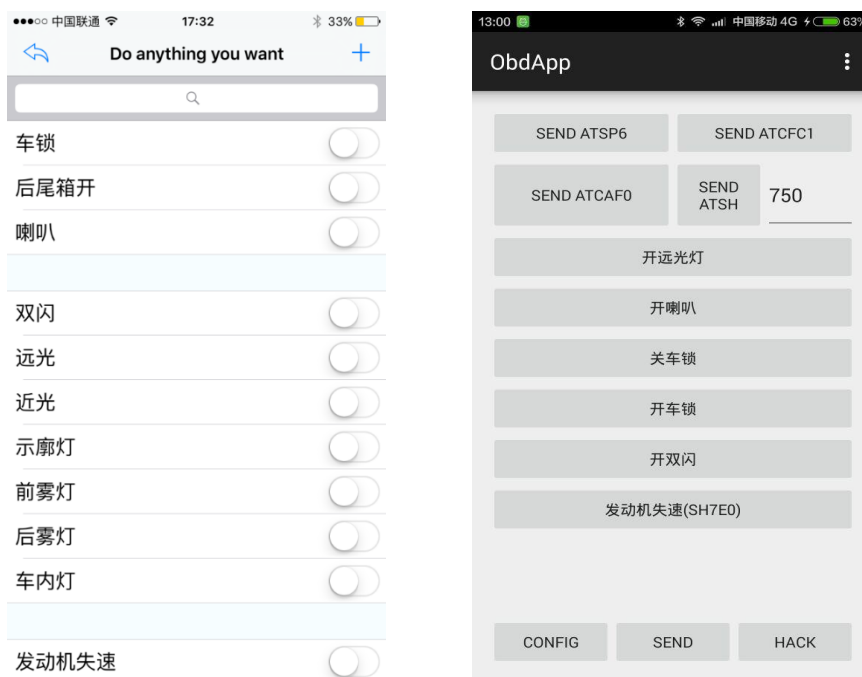 中国联通 17:32 33%
Do anything you want
车锁
后尾箱开
喇叭
双闪
远光
近光
示廓灯
前雾灯
后雾灯
车内灯
发动机失速
13:00 中国移动 4G 63%
ObdApp
SEND ATSP6 SEND ATCFC1
SEND ATCAF0 SEND ATSH 750
开远光灯
开喇叭
关车锁
开车锁
开双闪
发动机失速(SH7E0)
CONFIG SEND HACK